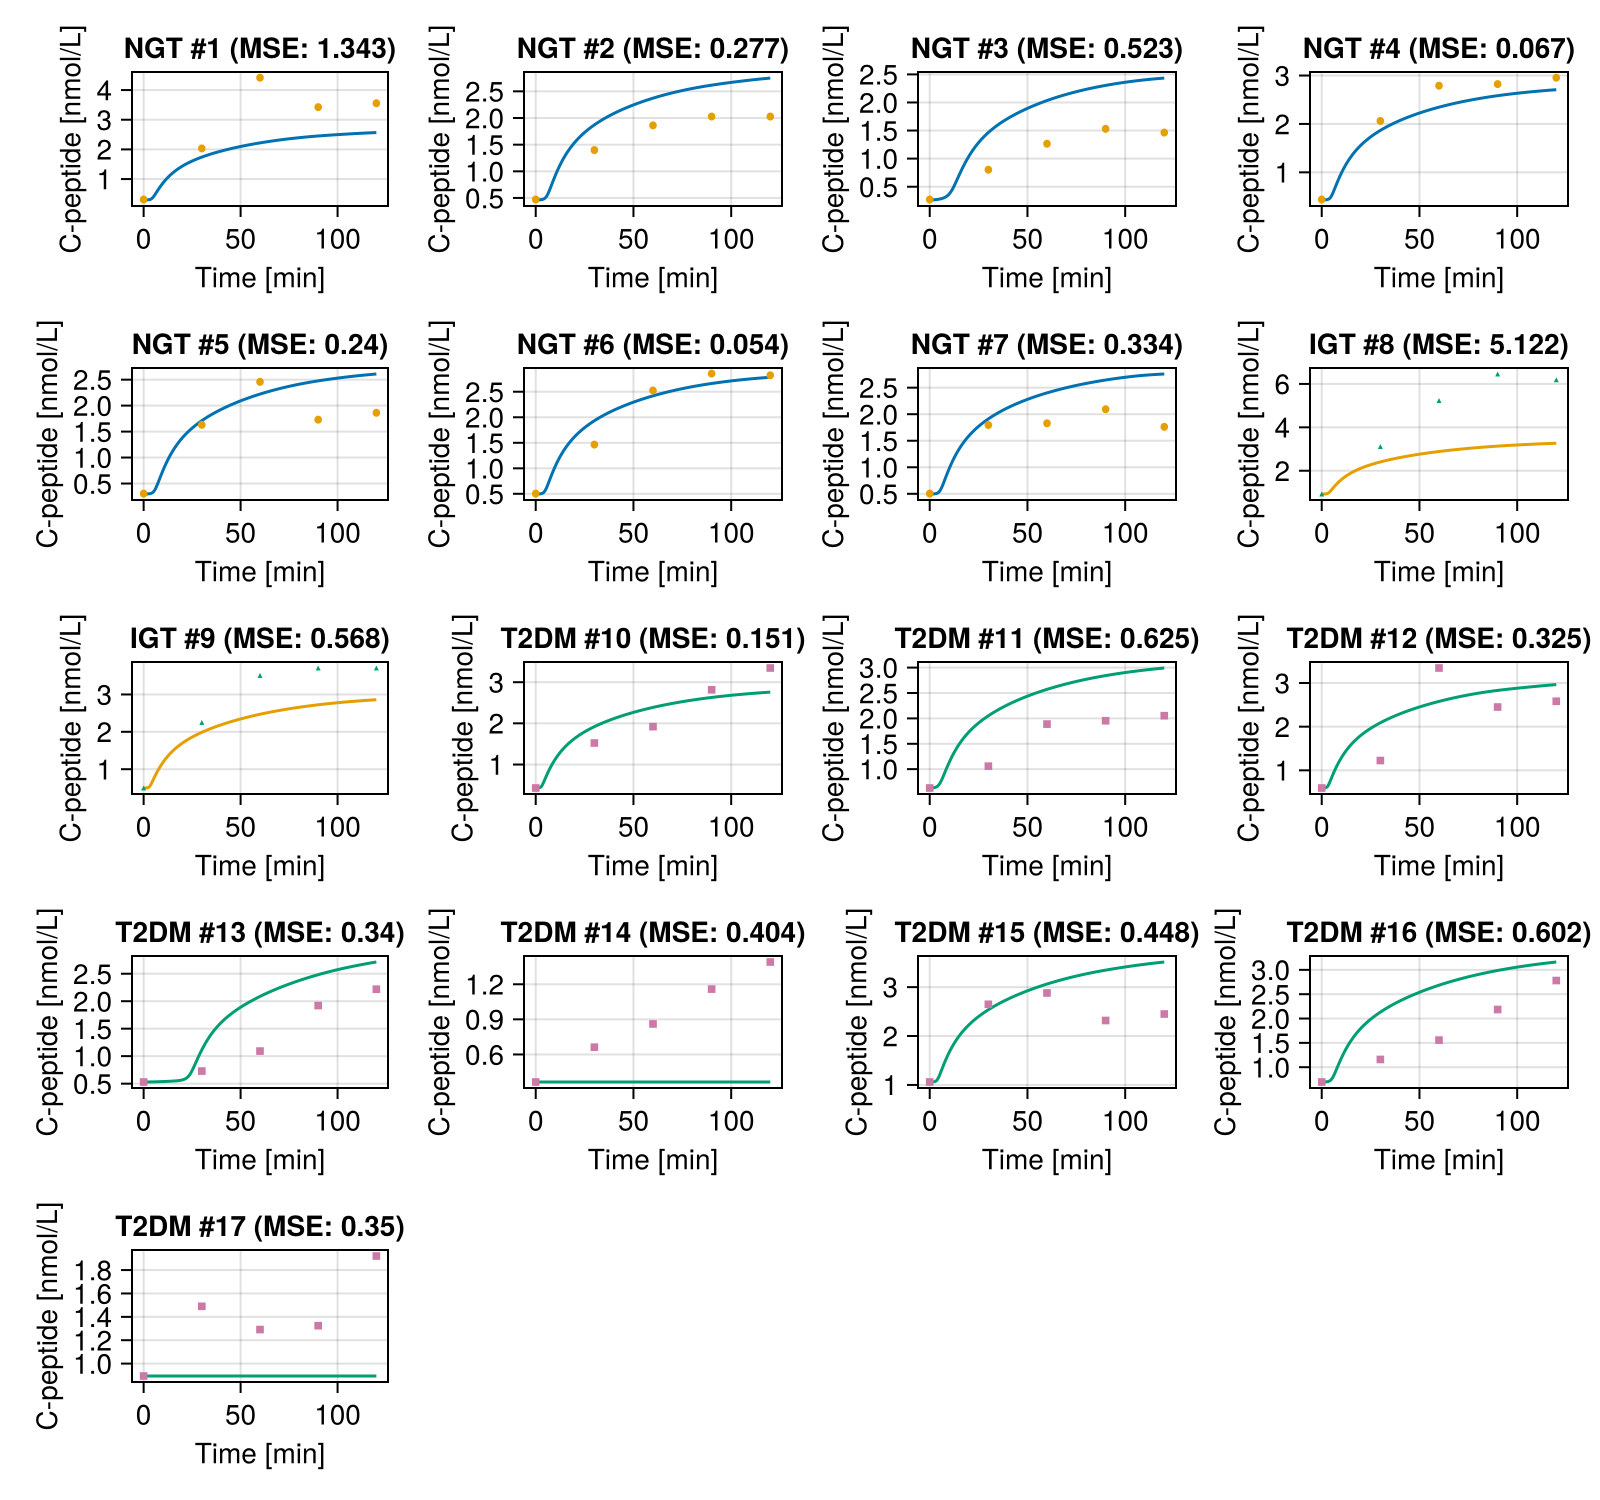 NGT #1 (MSE: 1.343)
C-peptide [nmol/L]
4
3
2
1
0 50 100
Time [min]
NGT #2 (MSE: 0.277)
C-peptide [nmol/L]
2.5
2.0
1.5
1.0
0.5
0 50 100
Time [min]
NGT #3 (MSE: 0.523)
C-peptide [nmol/L]
2.5
2.0
1.5
1.0
0.5
0 50 100
Time [min]
NGT #4 (MSE: 0.067)
C-peptide [nmol/L]
3
2
1
0 50 100
Time [min]
NGT #5 (MSE: 0.24)
C-peptide [nmol/L]
2.5
2.0
1.5
1.0
0.5
0 50 100
Time [min]
NGT #6 (MSE: 0.054)
C-peptide [nmol/L]
2.5
2.0
1.5
1.0
0.5
0 50 100
Time [min]
NGT #7 (MSE: 0.334)
C-peptide [nmol/L]
2.5
2.0
1.5
1.0
0.5
0 50 100
Time [min]
IGT #8 (MSE: 5.122)
C-peptide [nmol/L]
6
4
2
0 50 100
Time [min]
IGT #9 (MSE: 0.568)
C-peptide [nmol/L]
3
2
1
0 50 100
Time [min]
T2DM #10 (MSE: 0.151)
C-peptide [nmol/L]
3
2
1
0 50 100
Time [min]
T2DM #11 (MSE: 0.625)
C-peptide [nmol/L]
3.0
2.5
2.0
1.5
1.0
0 50 100
Time [min]
T2DM #12 (MSE: 0.325)
C-peptide [nmol/L]
3
2
1
0 50 100
Time [min]
T2DM #13 (MSE: 0.34)
C-peptide [nmol/L]
2.5
2.0
1.5
1.0
0.5
0 50 100
Time [min]
T2DM #14 (MSE: 0.404)
C-peptide [nmol/L]
1.2
0.9
0.6
0 50 100
Time [min]
T2DM #15 (MSE: 0.448)
C-peptide [nmol/L]
3
2
1
0 50 100
Time [min]
T2DM #16 (MSE: 0.602)
C-peptide [nmol/L]
3.0
2.5
2.0
1.5
1.0
0 50 100
Time [min]
T2DM #17 (MSE: 0.35)
C-peptide [nmol/L]
1.8
1.6
1.4
1.2
1.0
0 50 100
Time [min]